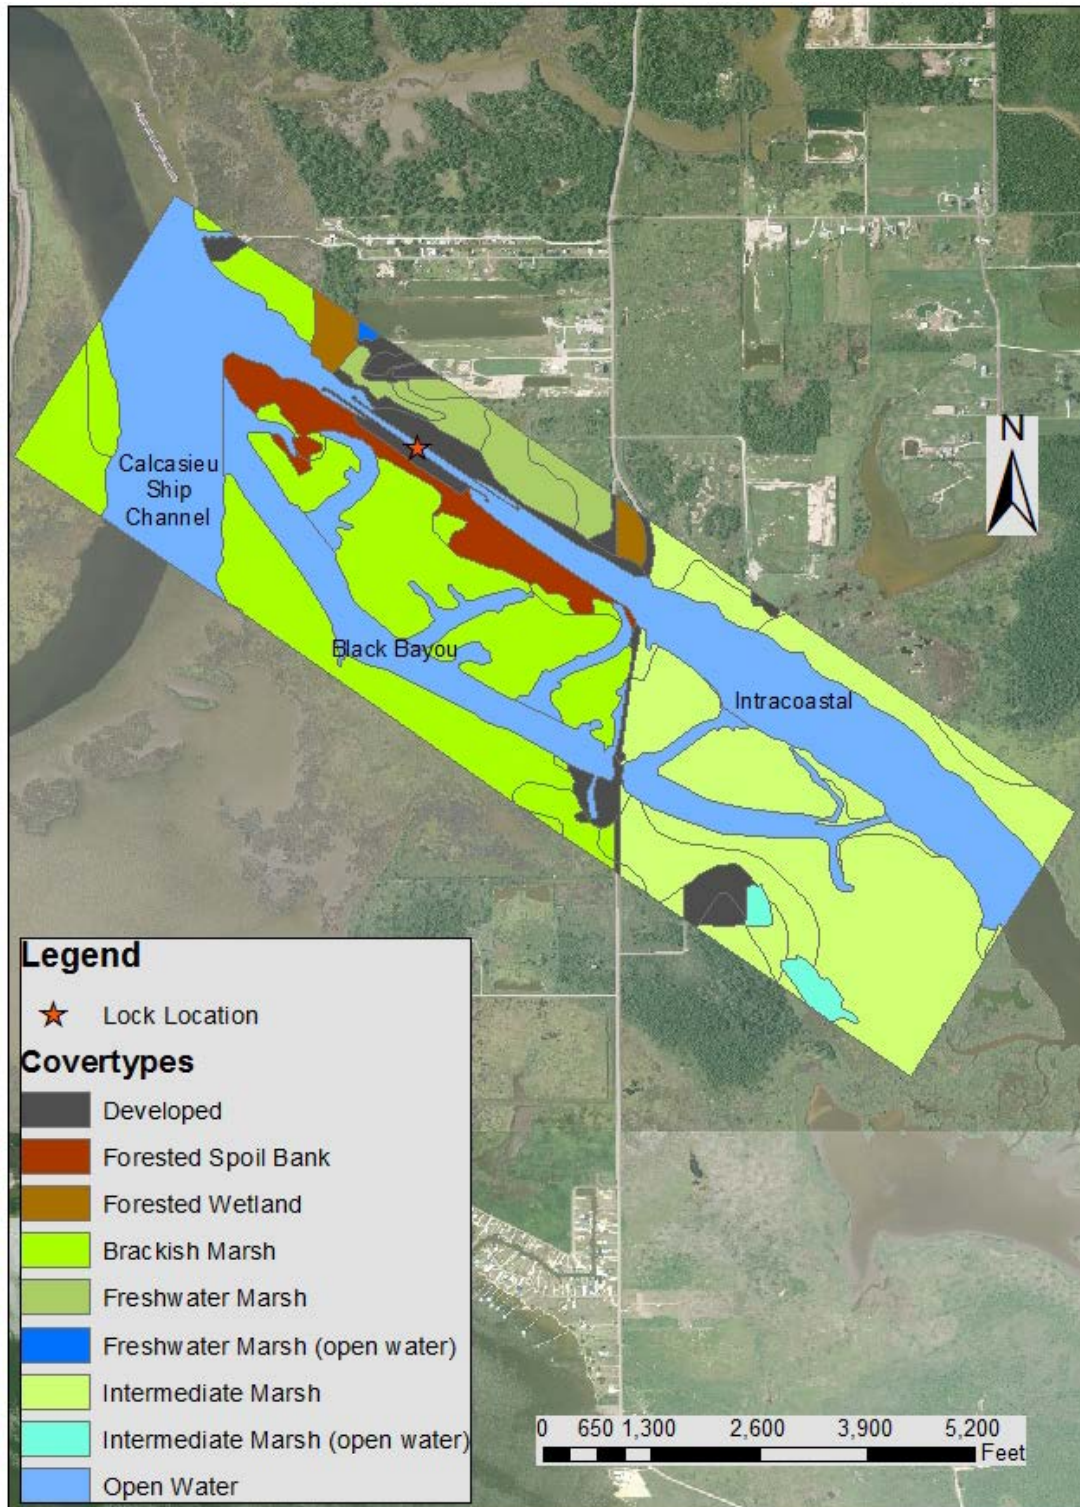 Calcasieu
Ship
Channel
N
Black Bayou
Intracoastal
Legend
Lock Location
Covertypes
Developed
Forested Spoil Bank
Forested Wetland
Brackish Marsh
Freshwater Marsh
Freshwater Marsh (open water)
Intermediate Marsh
Intermediate Marsh (open water)
Open Water
0 650 1,300 2,600 3,900 5,200
Feet